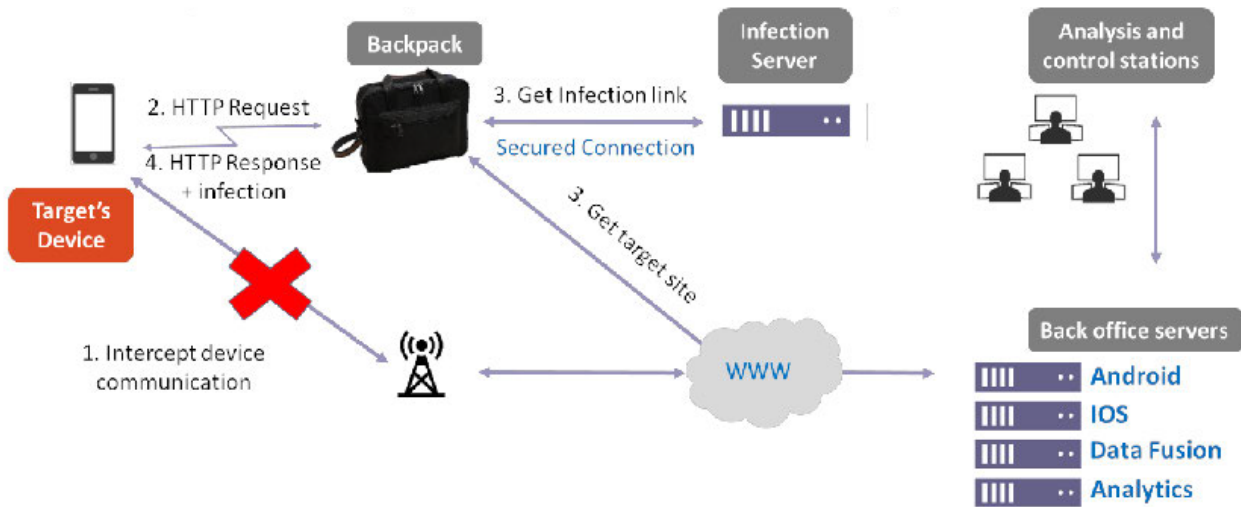 Backpack
Infection
Server
Analysis and
control stations
2. HTTP Request
3. Get Infection link
Secured Connection
4. HTTP Response
+ infection
Target's
Device
3. Get target site
1. Intercept device
communication
WWW
Back office servers
Android
IOS
Data Fusion
Analytics